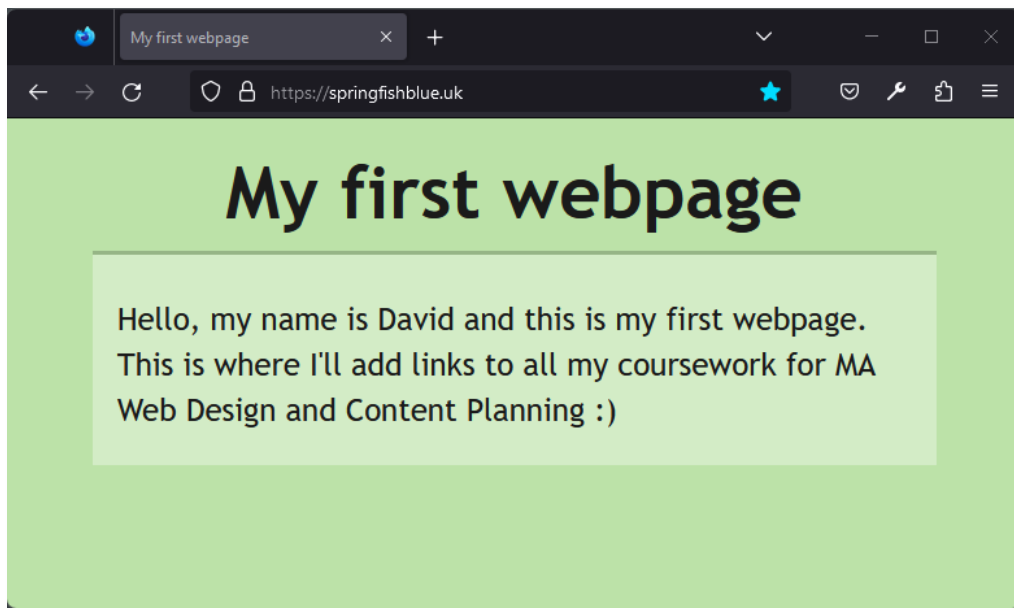 My first webpage
https://springfishblue.uk
My first webpage
Hello, my name is David and this is my first webpage.
This is where I'll add links to all my coursework for MA
Web Design and Content Planning :)